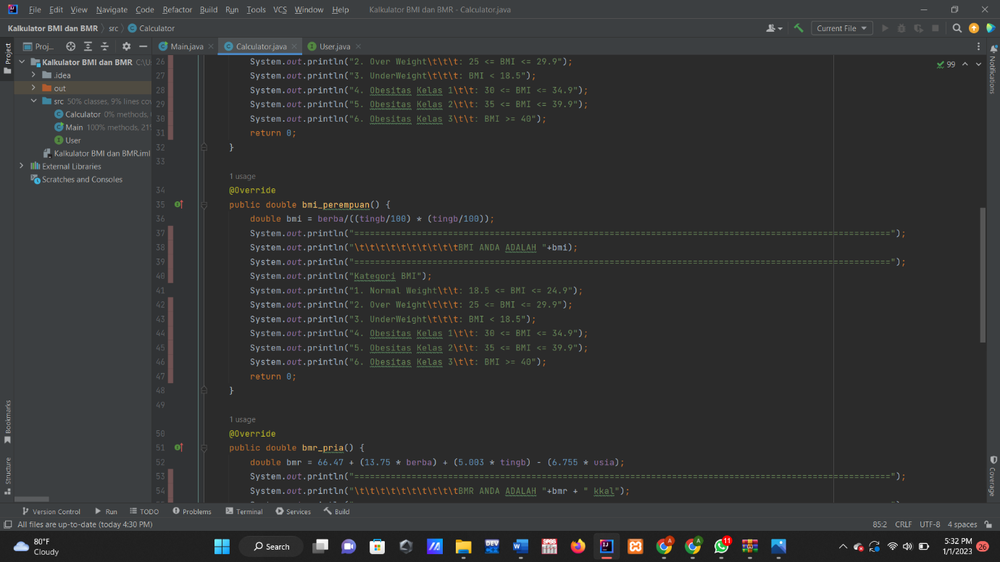 File Edit View Navigate Code Refactor Build Run Tools VCS Window Help Kalkulator BMI dan BMR - Calculator.java
Kalkulator BMI dan BMR src Calculator Current File
Project
Proj...
Main.java Calculator.java User.java
Kalkulator BMI dan BMR C:\U
.idea
out
src 50% classes, 9% lines cov
Calculator 0% methods,
Main 100% methods, 21
User
Kalkulator BMI dan BMR.iml
External Libraries
Scratches and Consoles
99
26 System.out.println("2. Over Weight\t\t\t: 25 <= BMI <= 29.9");
27 System.out.println("3. UnderWeight\t\t\t: BMI < 18.5");
28 System.out.println("4. Obesitas Kelas 1\t\t: 30 <= BMI <= 34.9");
29 System.out.println("5. Obesitas Kelas 2\t\t: 35 <= BMI <= 39.9");
30 System.out.println("6. Obesitas Kelas 3\t\t: BMI >= 40");
31 return 0;
32 }
33
1 usage
34 @Override
35 public double bmi_perempuan() {
36 double bmi = berba/((tingb/100) * (tingb/100));
37 System.out.println("=======================================================================================================");
38 System.out.println("\t\t\t\t\t\t\t\t\t\tBMI ANDA ADALAH "+bmi);
39 System.out.println("=======================================================================================================");
40 System.out.println("Kategori BMI");
41 System.out.println("1. Normal Weight\t\t: 18.5 <= BMI <= 24.9");
42 System.out.println("2. Over Weight\t\t\t: 25 <= BMI <= 29.9");
43 System.out.println("3. UnderWeight\t\t\t: BMI < 18.5");
44 System.out.println("4. Obesitas Kelas 1\t\t: 30 <= BMI <= 34.9");
45 System.out.println("5. Obesitas Kelas 2\t\t: 35 <= BMI <= 39.9");
46 System.out.println("6. Obesitas Kelas 3\t\t: BMI >= 40");
47 return 0;
48 }
49
1 usage
50 @Override
51 public double bmr_pria() {
52 double bmr = 66.47 + (13.75 * berba) + (5.003 * tingb) - (6.755 * usia);
53 System.out.println("=======================================================================================================");
54 System.out.println("\t\t\t\t\t\t\t\t\t\tBMR ANDA ADALAH "+bmr + " kkal");
Bookmarks
Structure
Notifications
Coverage
Version Control Run TODO Problems Terminal Services Build
All files are up-to-date (today 4:30 PM) 85:2 CRLF UTF-8 4 spaces
80°F
Cloudy
Search
DEV
SPSS
A
A
11
5:32 PM
1/1/2023
26